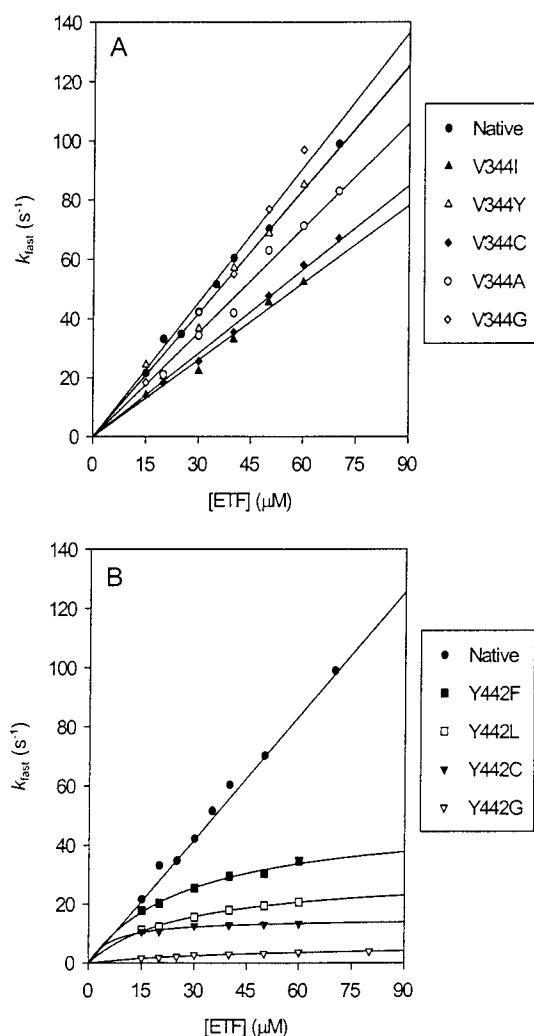 A
140
120
100
80
60
40
20
0
k_fast (s⁻¹)
0 15 30 45 60 75 90
[ETF] (μM)
Native
V344I
V344Y
V344C
V344A
V344G
B
140
120
100
80
60
40
20
0
k_fast (s⁻¹)
0 15 30 45 60 75 90
[ETF] (μM)
Native
Y442F
Y442L
Y442C
Y442G